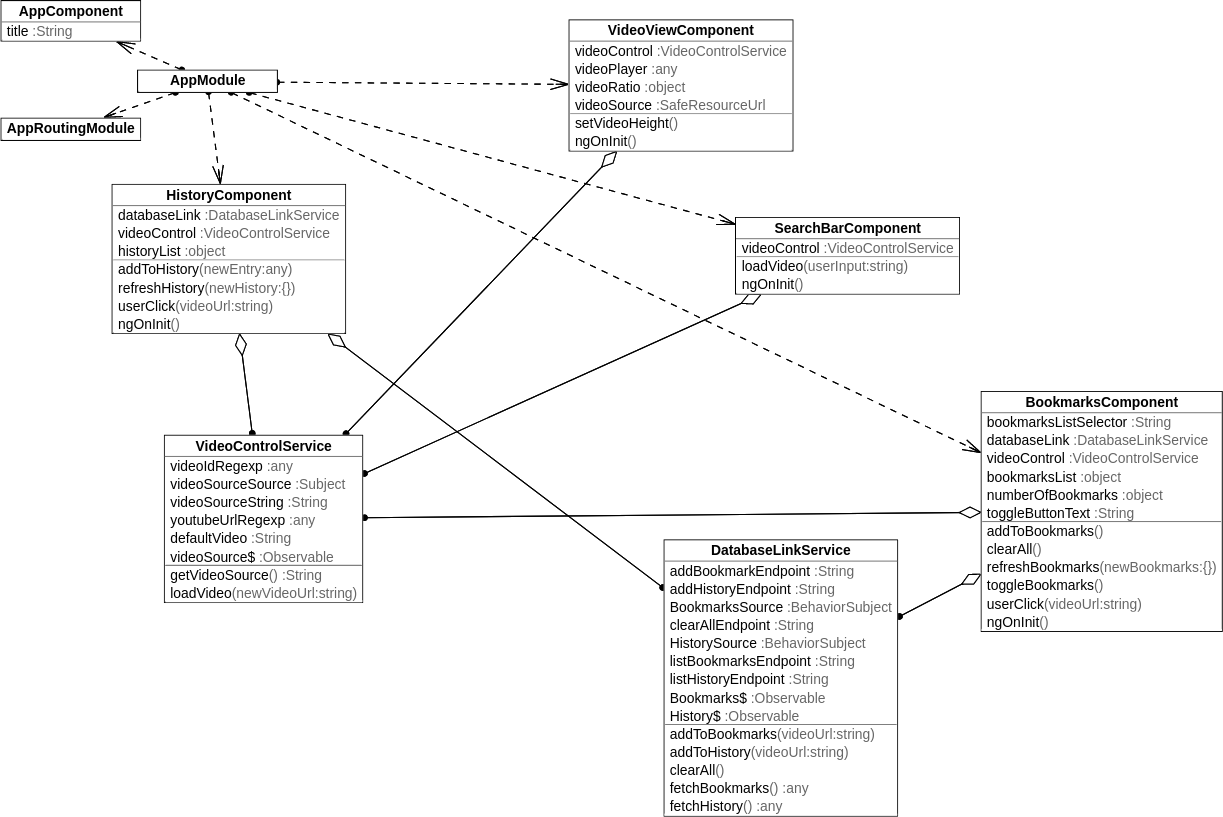 AppComponent
title :String
AppModule
AppRoutingModule
VideoViewComponent
videoControl :VideoControlService
videoPlayer :any
videoRatio :object
videoSource :SafeResourceUrl
setVideoHeight()
ngOnInit()
HistoryComponent
databaseLink :DatabaseLinkService
videoControl :VideoControlService
historyList :object
addToHistory(newEntry:any)
refreshHistory(newHistory:{})
userClick(videoUrl:string)
ngOnInit()
SearchBarComponent
videoControl :VideoControlService
loadVideo(userInput:string)
ngOnInit()
VideoControlService
videoIdRegexp :any
videoSourceSource :Subject
videoSourceString :String
youtubeUrlRegexp :any
defaultVideo :String
videoSource$ :Observable
getVideoSource() :String
loadVideo(newVideoUrl:string)
BookmarksComponent
bookmarksListSelector :String
databaseLink :DatabaseLinkService
videoControl :VideoControlService
bookmarksList :object
numberOfBookmarks :object
toggleButtonText :String
addToBookmarks()
clearAll()
refreshBookmarks(newBookmarks:{})
toggleBookmarks()
userClick(videoUrl:string)
ngOnInit()
DatabaseLinkService
addBookmarkEndpoint :String
addHistoryEndpoint :String
BookmarksSource :BehaviorSubject
clearAllEndpoint :String
HistorySource :BehaviorSubject
listBookmarksEndpoint :String
listHistoryEndpoint :String
Bookmarks$ :Observable
History$ :Observable
addToBookmarks(videoUrl:string)
addToHistory(videoUrl:string)
clearAll()
fetchBookmarks() :any
fetchHistory() :any